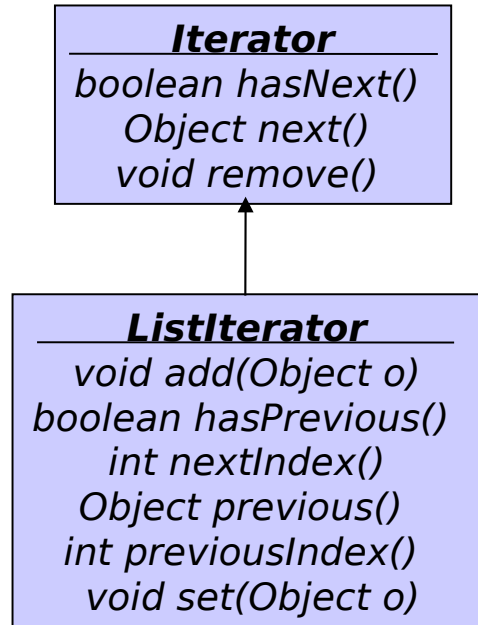 Iterator
boolean hasNext()
Object next()
void remove()
ListIterator
void add(Object o)
boolean hasPrevious()
int nextIndex()
Object previous()
int previousIndex()
void set(Object o)